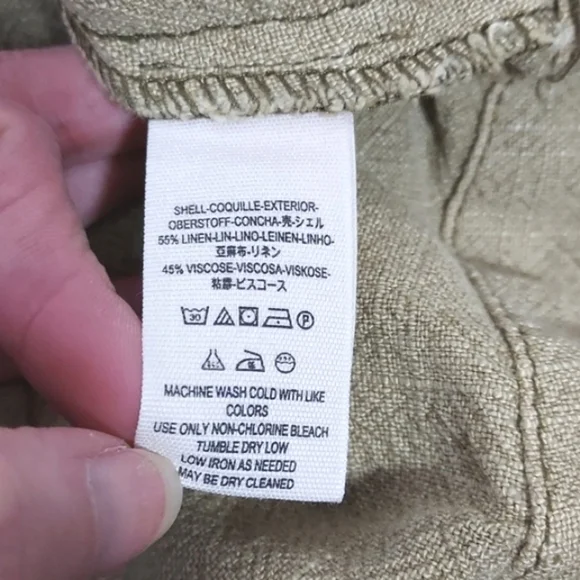 SHELL-COQUILLE-EXTERIOR-
OBERSTOFF-CONCHA-売-シェル
55% LINEN-LIN-LINO-LEINEN-LINHO-
亞麻布-リネン
45% VISCOSE-VISCOSA-VISKOSE-
粘膠-ビスコース
30
P
MACHINE WASH COLD WITH LIKE
COLORS
USE ONLY NON-CHLORINE BLEACH
TUMBLE DRY LOW
LOW IRON AS NEEDED
MAY BE DRY CLEANED